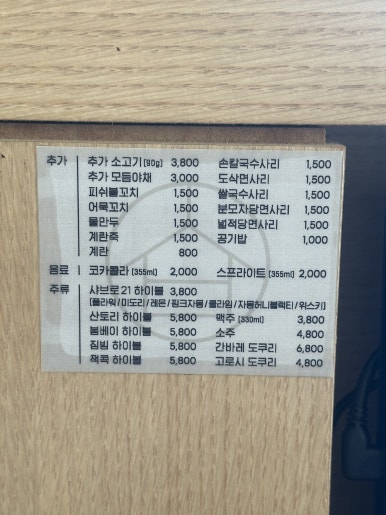 추가 추가 소고기 (90g) 3,800 손칼국수사리 1,500
추가 모듬야채 3,000 도삭면사리 1,500
피쉬볼꼬치 1,500 쌀국수사리 1,500
어묵꼬치 1,500 분모자당면사리 1,500
물만두 1,500 넓적당면사리 1,500
계란죽 1,500 공기밥 1,000
계란 800
음료 코카콜라 (355ml) 2,000 스프라이트 (355ml) 2,000
주류 샤브로21 하이볼 3,800
(플라워/미도리/레몬/핑크자몽/콜라임/자몽허니블랙티/위스키)
산토리 하이볼 5,800 맥주 (330ml) 3,800
봄베이 하이볼 5,800 소주 4,800
짐빔 하이볼 5,800 간바레 도쿠리 6,800
잭콕 하이볼 5,800 고로시 도쿠리 4,800